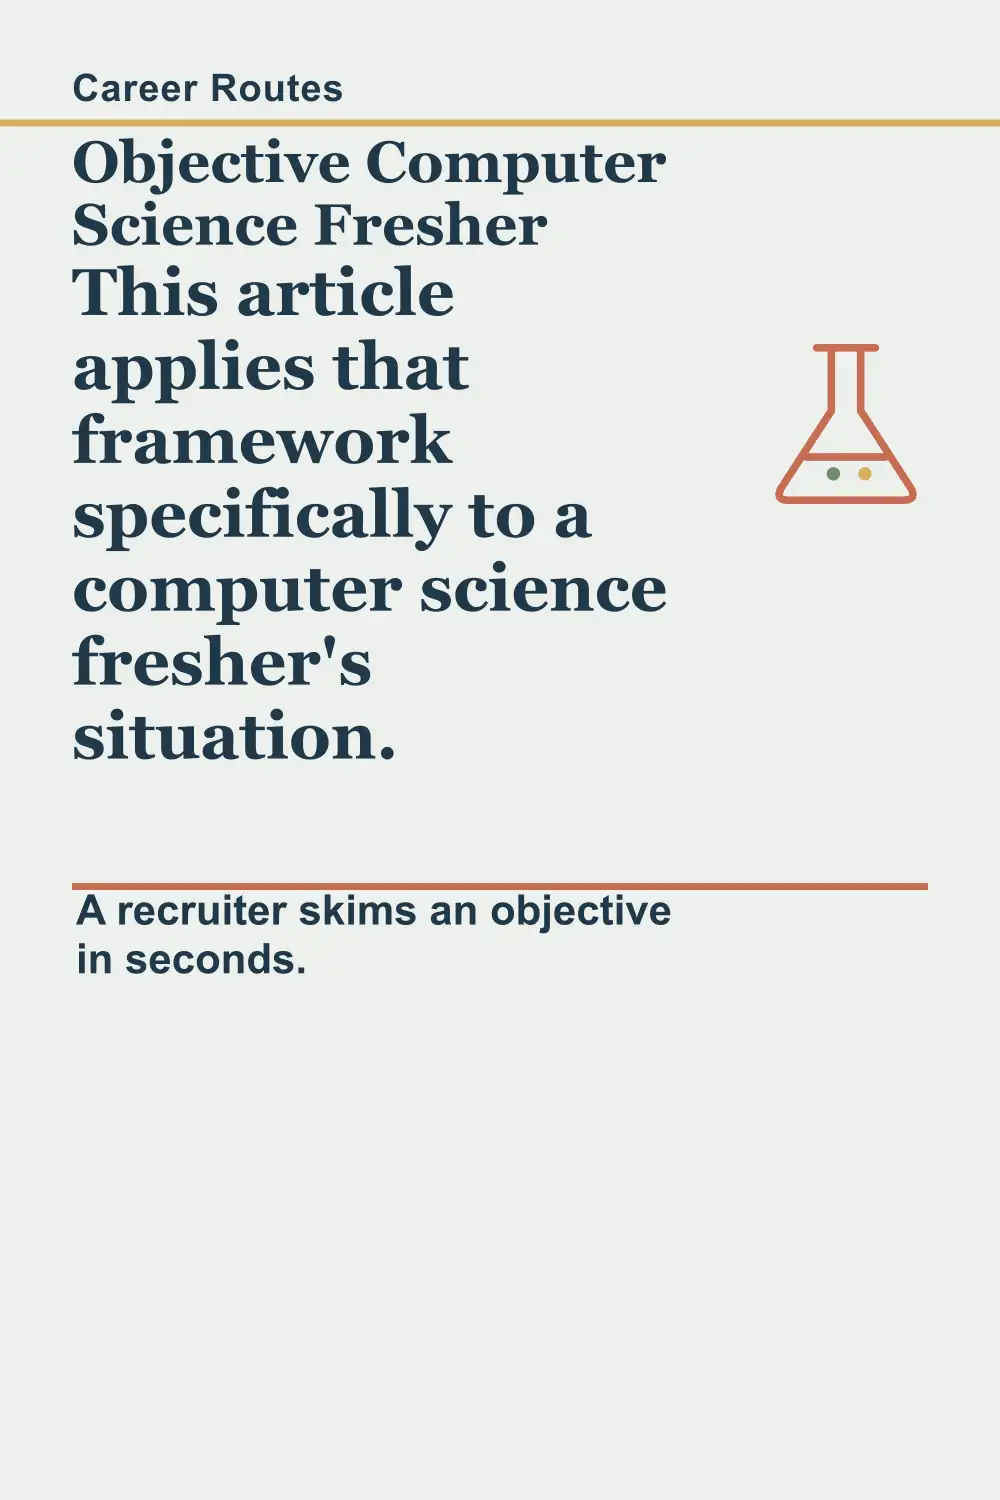 Career Routes
Objective Computer
Science Fresher
This article
applies that
framework
specifically to a
computer science
fresher's
situation.
A recruiter skims an objective
in seconds.